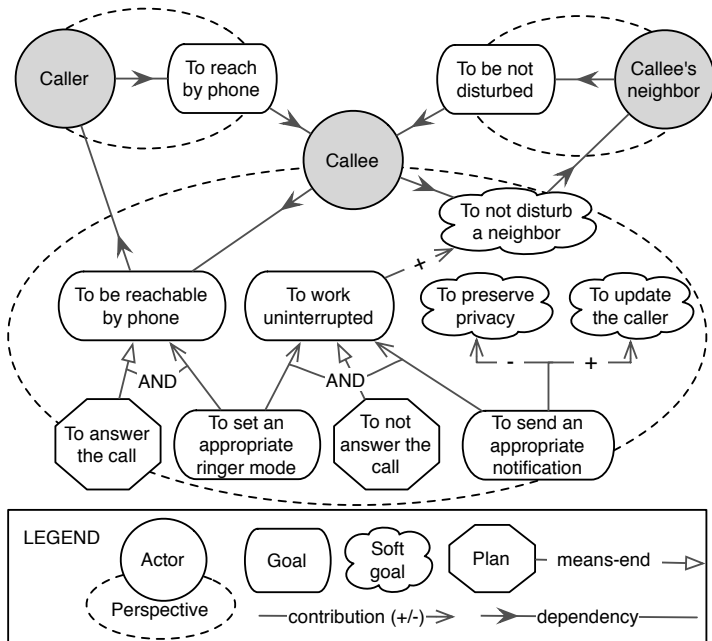 Caller
To reach
by phone
To be not
disturbed
Callee's
neighbor
Callee
To not disturb
a neighbor
+
To be reachable
by phone
To work
uninterrupted
To preserve
privacy
To update
the caller
-
+
AND
AND
To answer
the call
To set an
appropriate
ringer mode
To not
answer the
call
To send an
appropriate
notification
LEGEND
Actor
Perspective
Goal
Soft
goal
Plan
means-end
contribution (+/-)
dependency